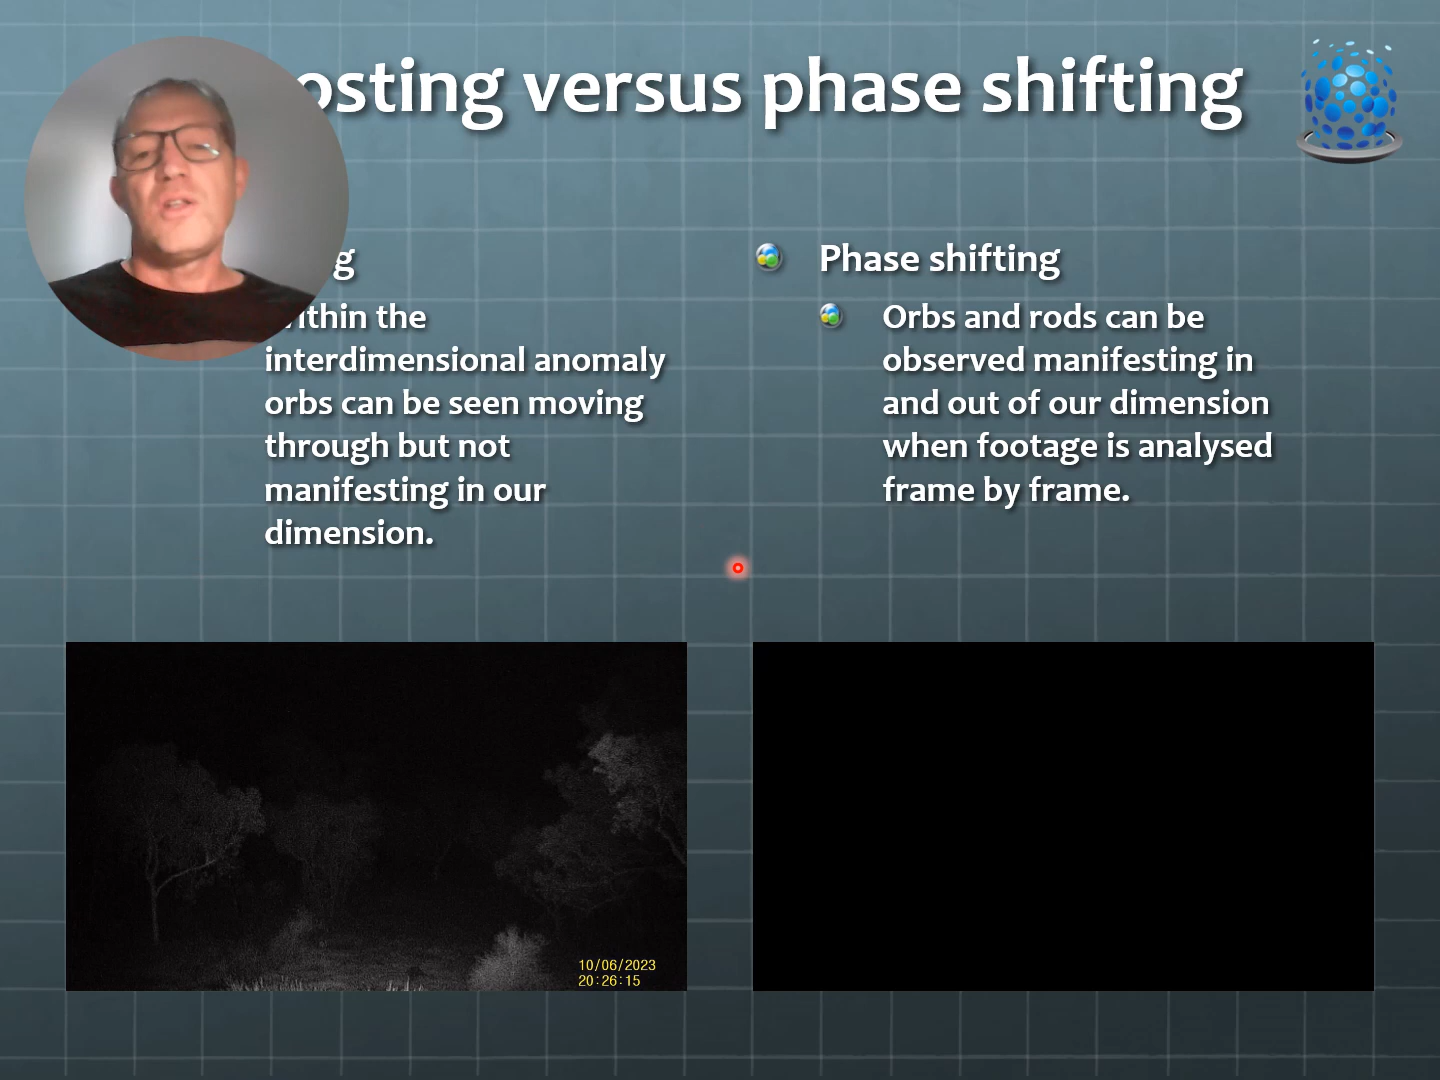 osting versus phase shifting
g
ithin the
interdimensional anomaly
orbs can be seen moving
through but not
manifesting in our
dimension.
Phase shifting
Orbs and rods can be
observed manifesting in
and out of our dimension
when footage is analysed
frame by frame.
10/06/2023
20:26:15